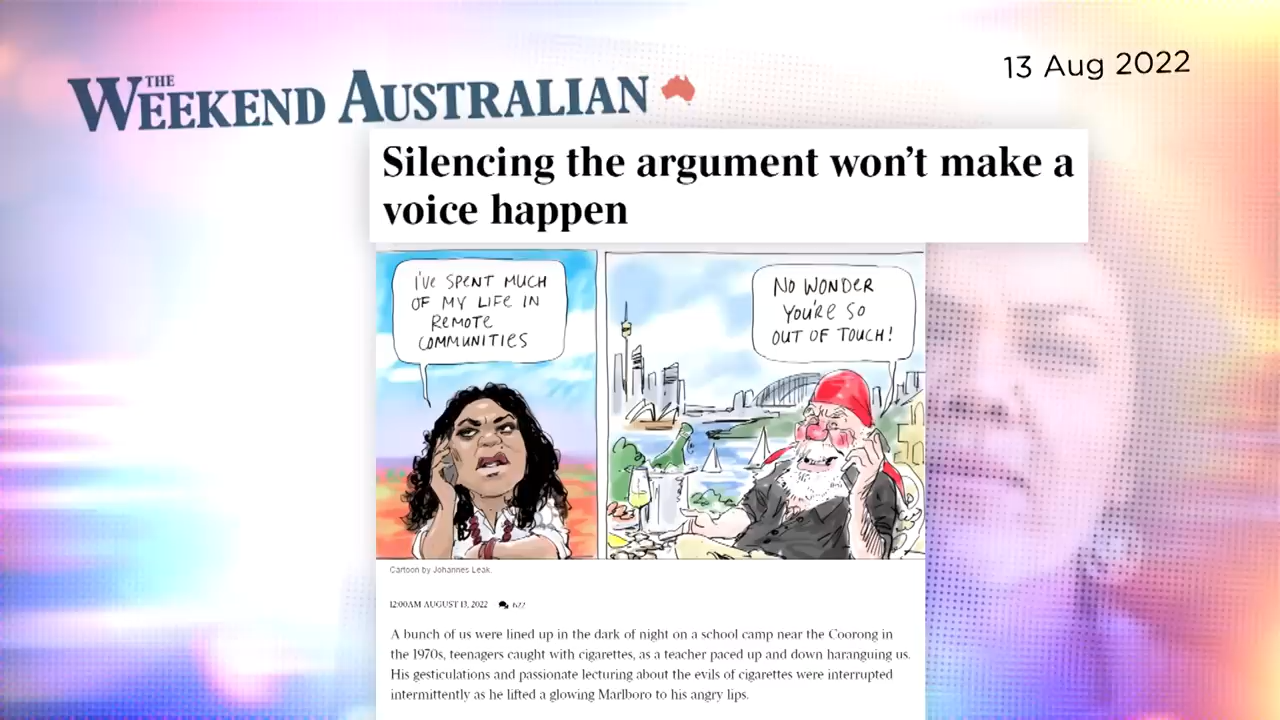 THE
WEEKEND AUSTRALIAN
13 Aug 2022
Silencing the argument won't make a
voice happen
I'VE SPENT MUCH
OF MY LIFE IN
REMOTE
COMMUNITIES
NO WONDER
YOU'RE SO
OUT OF TOUCH!
Cartoon by Johannes Leak.
12:00AM AUGUST 13, 2022
A bunch of us were lined up in the dark of night on a school camp near the Coorong in
the 1970s, teenagers caught with cigarettes, as a teacher paced up and down haranguing us.
His gesticulations and passionate lecturing about the evils of cigarettes were interrupted
intermittently as he lifted a glowing Marlboro to his angry lips.